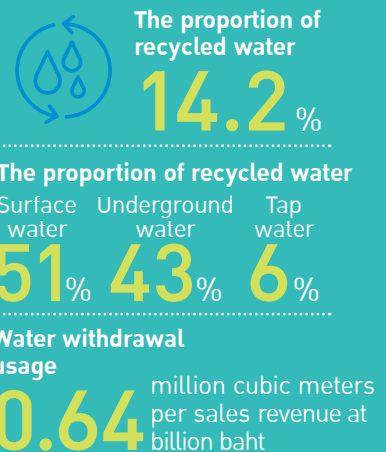 The proportion of
recycled water
14.2 %
The proportion of recycled water
Surface Underground Tap
water water water
51% 43% 6%
Water withdrawal
usage
0.64 million cubic meters
per sales revenue at
billion baht